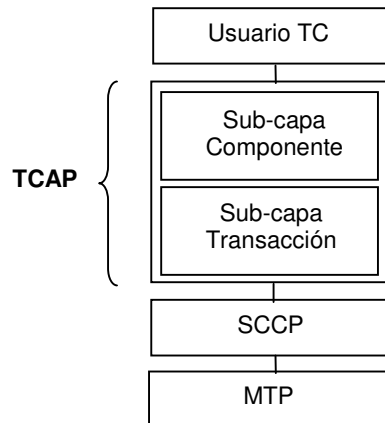 Usuario TC
Sub-capa
Componente
TCAP
Sub-capa
Transacción
SCCP
MTP